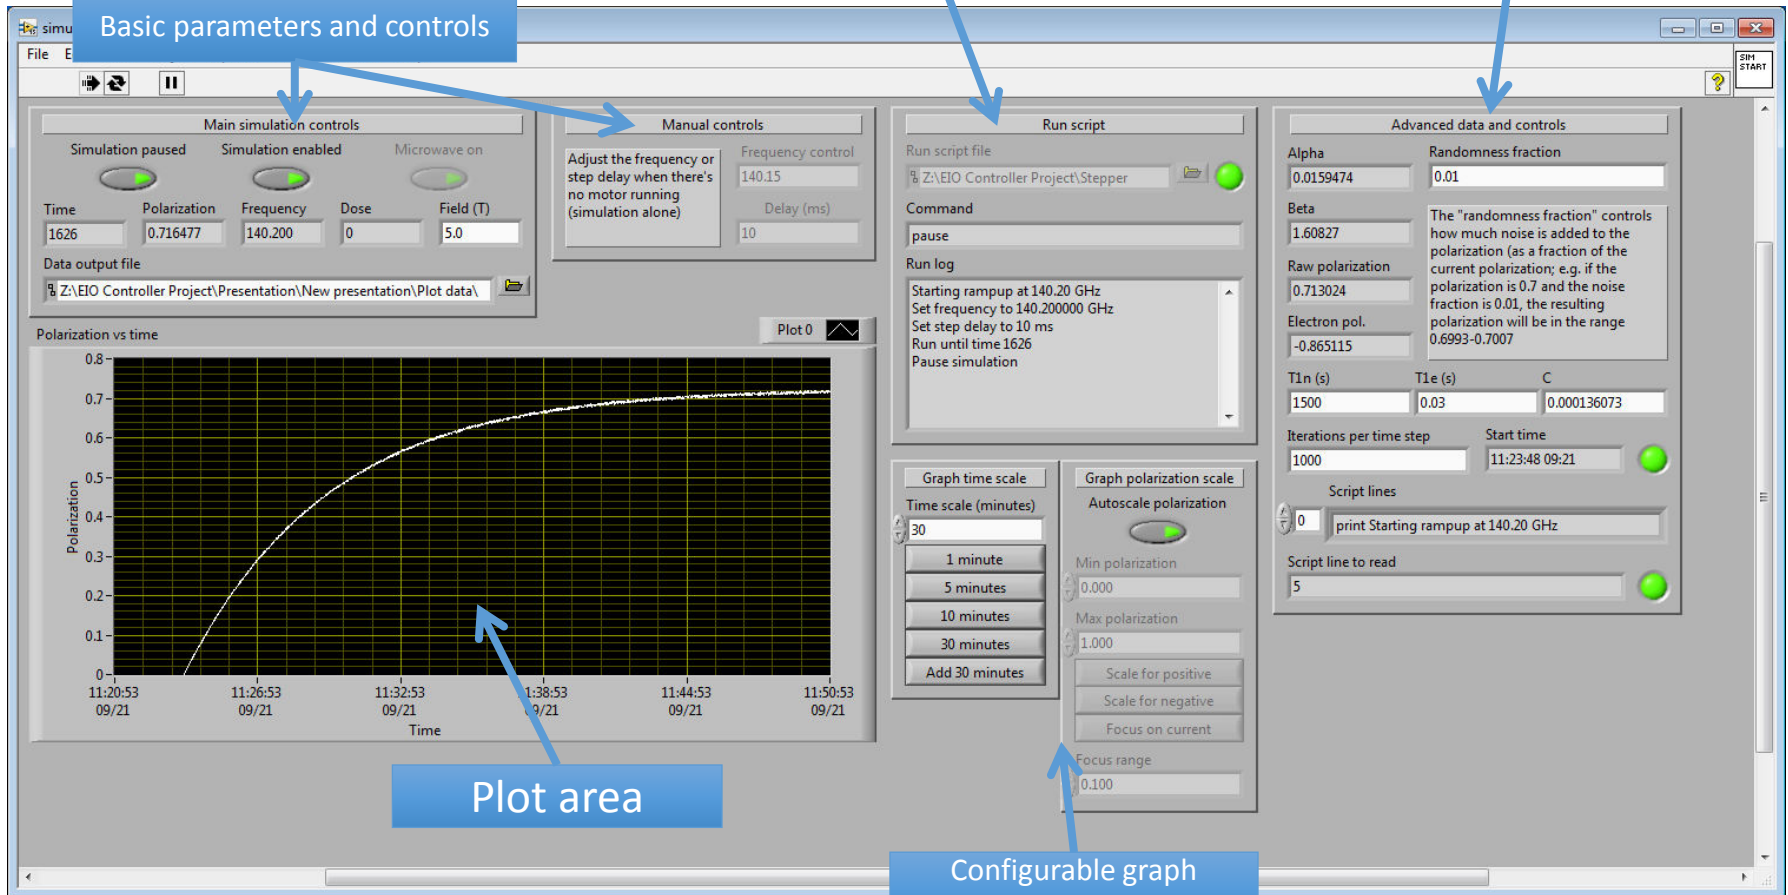 Basic parameters and controls
simu
File E
SIM
START
Main simulation controls
Simulation paused Simulation enabled Microwave on
Time Polarization Frequency Dose Field (T)
1626 0.716477 140.200 0 5.0
Data output file
Z:\EIO Controller Project\Presentation\New presentation\Plot data\
Manual controls
Adjust the frequency or
step delay when there's
no motor running
(simulation alone)
Frequency control
140.15
Delay (ms)
10
Polarization vs time
Plot 0
0.8
0.7
0.6
0.5
0.4
0.3
0.2
0.1
0
Polarization
11:20:53 11:26:53 11:32:53 11:38:53 11:44:53 11:50:53
09/21 09/21 09/21 09/21 09/21 09/21
Time
Plot area
Run script
Run script file
Z:\EIO Controller Project\Stepper
Command
pause
Run log
Starting rampup at 140.20 GHz
Set frequency to 140.200000 GHz
Set step delay to 10 ms
Run until time 1626
Pause simulation
Graph time scale
Time scale (minutes)
30
1 minute
5 minutes
10 minutes
30 minutes
Add 30 minutes
Graph polarization scale
Autoscale polarization
Min polarization
0.000
Max polarization
1.000
Scale for positive
Scale for negative
Focus on current
Focus range
0.100
Configurable graph
Advanced data and controls
Alpha
0.0159474
Randomness fraction
0.01
Beta
1.60827
Raw polarization
0.713024
Electron pol.
-0.865115
The "randomness fraction" controls
how much noise is added to the
polarization (as a fraction of the
current polarization; e.g. if the
polarization is 0.7 and the noise
fraction is 0.01, the resulting
polarization will be in the range
0.6993-0.7007
T1n (s) T1e (s) C
1500 0.03 0.000136073
Iterations per time step Start time
1000 11:23:48 09:21
Script lines
0 print Starting rampup at 140.20 GHz
Script line to read
5